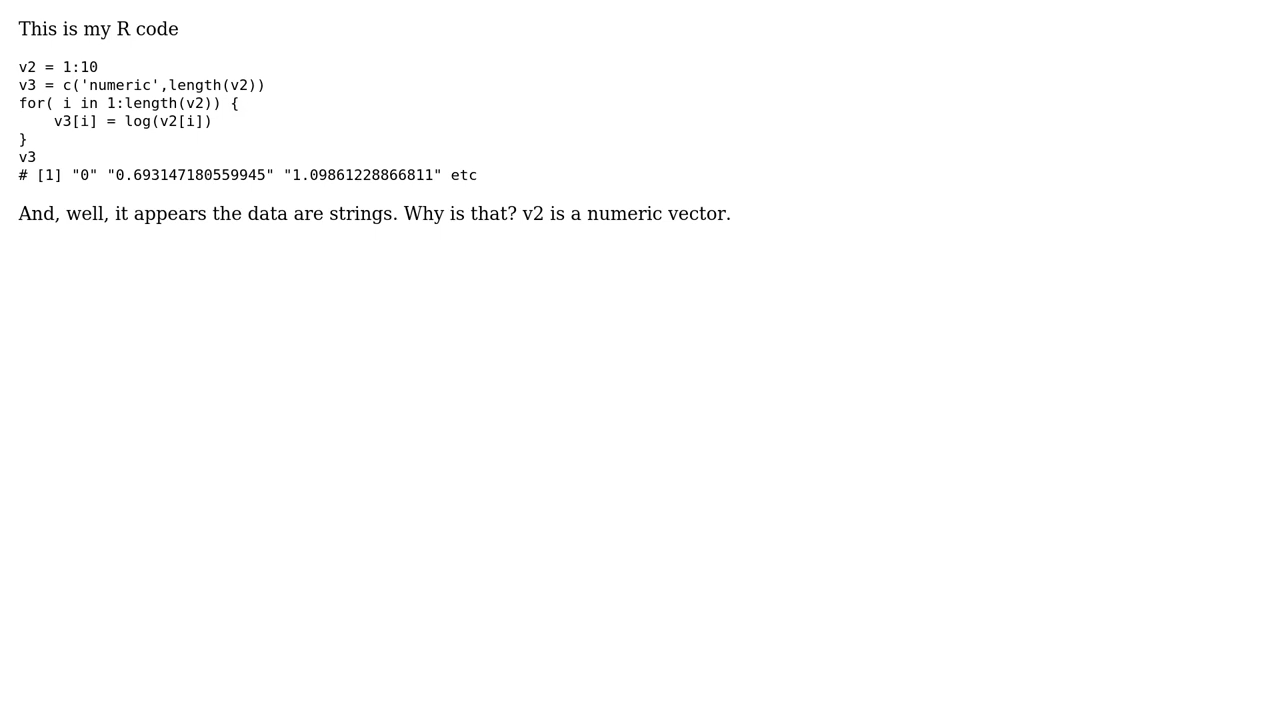 This is my R code
v2 = 1:10
v3 = c('numeric',length(v2))
for( i in 1:length(v2)) {
    v3[i] = log(v2[i])
}
v3
# [1] "0" "0.693147180559945" "1.09861228866811" etc
And, well, it appears the data are strings. Why is that? v2 is a numeric vector.